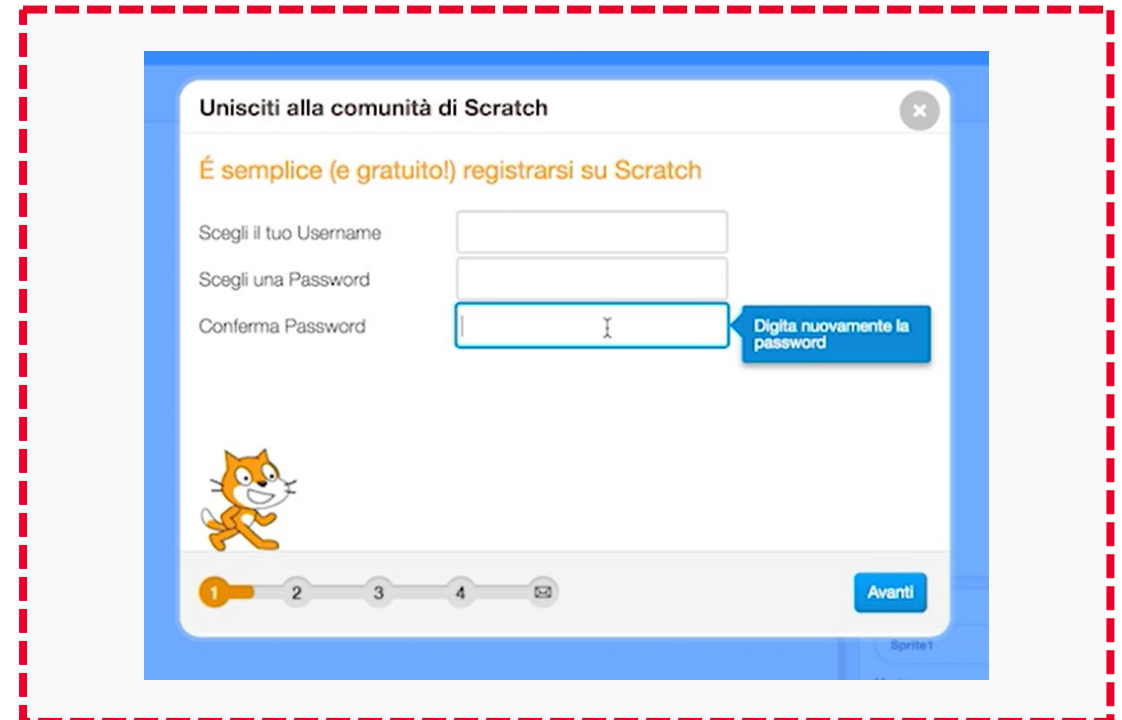 Unisciti alla comunità di Scratch
É semplice (e gratuito!) registrarsi su Scratch
Scegli il tuo Username
Scegli una Password
Conferma Password
Digita nuovamente la
password
1 2 3 4
Avanti
Sprite1